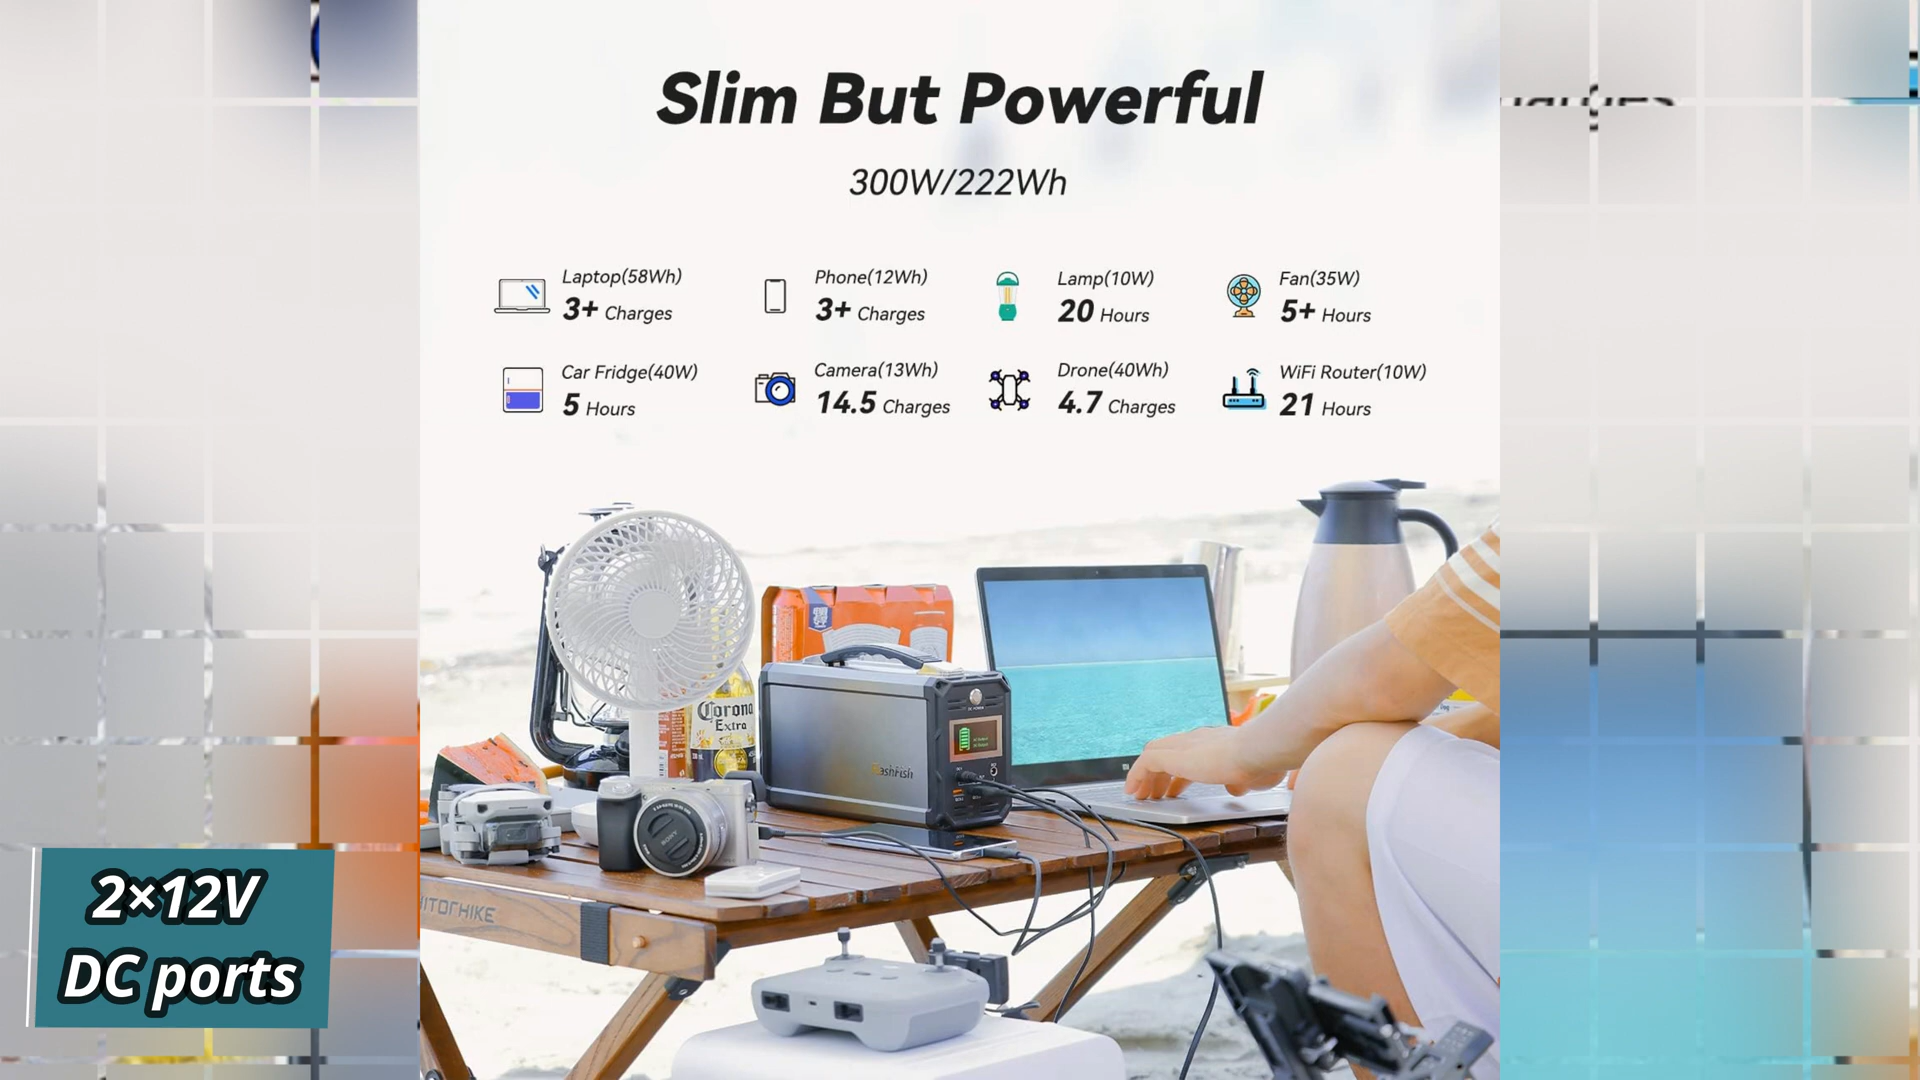 Slim But Powerful
300W/222Wh
Laptop(58Wh)
3+ Charges
Phone(12Wh)
3+ Charges
Lamp(10W)
20 Hours
Fan(35W)
5+ Hours
Car Fridge(40W)
5 Hours
Camera(13Wh)
14.5 Charges
Drone(40Wh)
4.7 Charges
WiFi Router(10W)
21 Hours
Corona
Extra
SONY
2×12V
DC ports